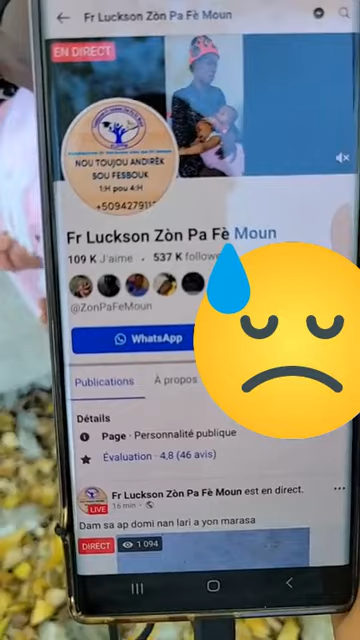 Fr Luckson Zòn Pa Fè Moun
EN DIRECT
NOU TOUJOU ANDIRÈK
SOU FESBOUK
1:H pou 4:H
+509427911
Fr Luckson Zòn Pa Fè Moun
109 K J'aime · 537 K followe
@ZonPaFeMoun
WhatsApp
Publications
À propos
Détails
Page · Personnalité publique
Évaluation · 4,8 (46 avis)
Fr Luckson Zòn Pa Fè Moun est en direct.
LIVE
16 min ·
Dam sa ap domi nan lari a yon marasa
DIRECT
1 094